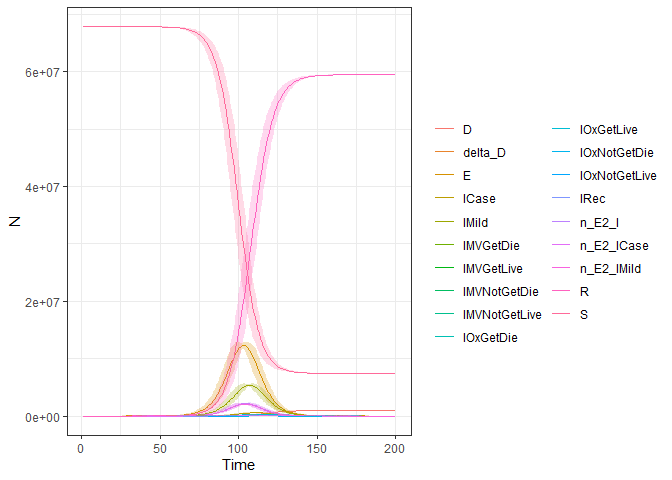 6e+07
4e+07
2e+07
0e+00
N
0 50 100 150 200
Time
D
delta_D
E
ICase
IMild
IMVGetDie
IMVGetLive
IMVNotGetDie
IMVNotGetLive
IOxGetDie
IOxGetLive
IOxNotGetDie
IOxNotGetLive
IRec
n_E2_I
n_E2_ICase
n_E2_IMild
R
S